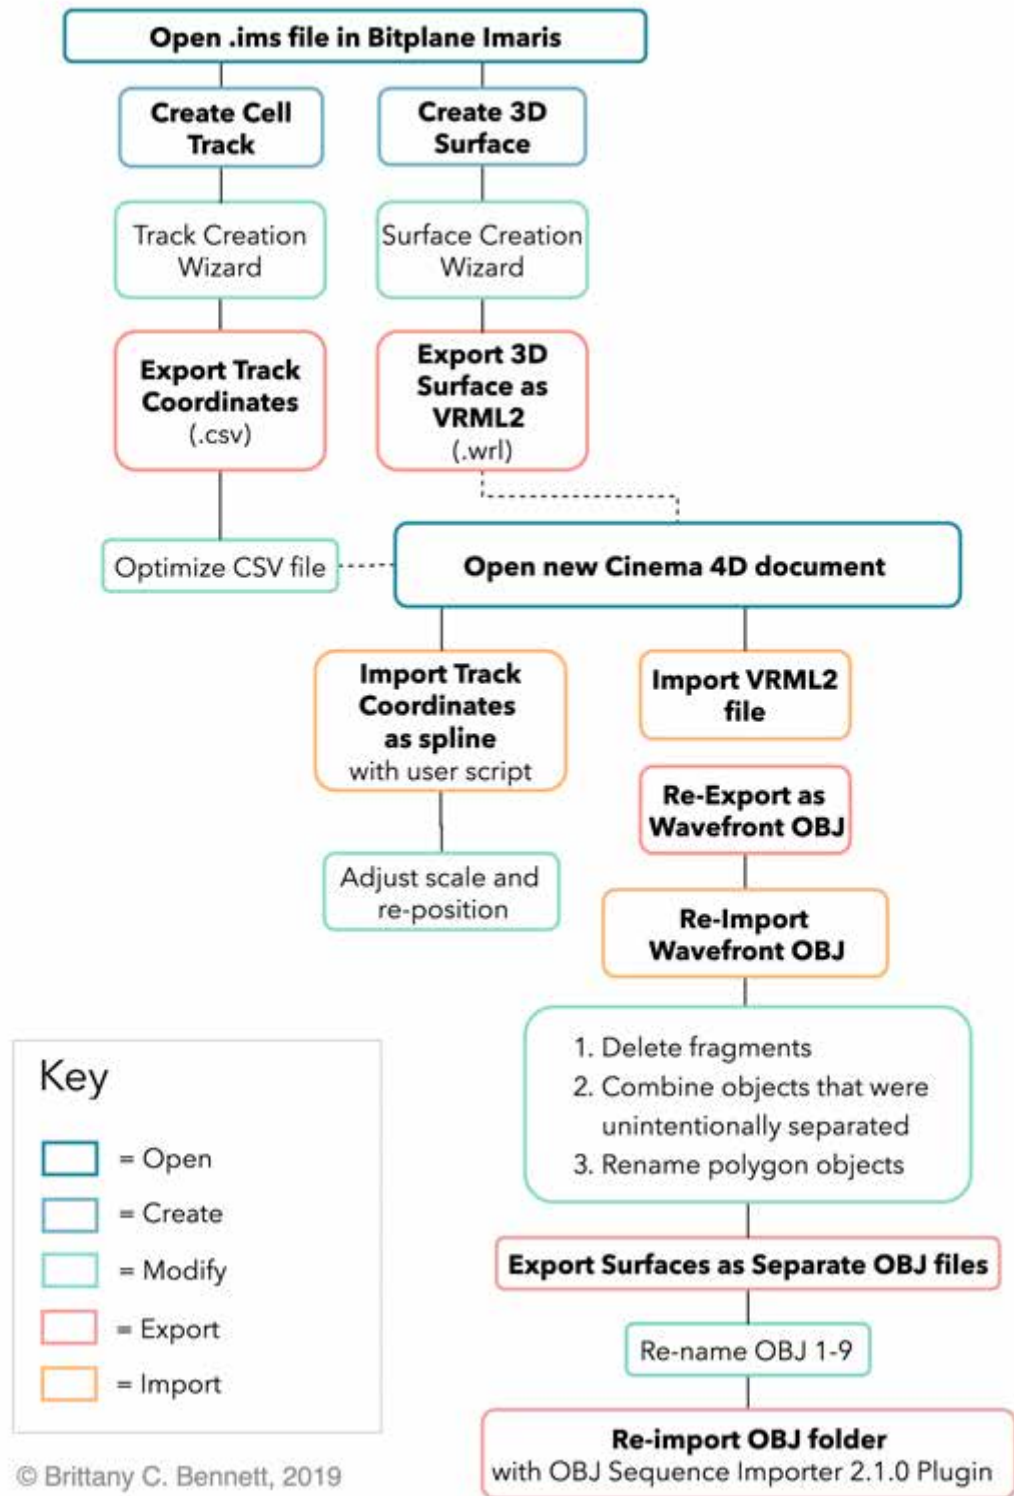 Open .ims file in Bitplane Imaris
Create Cell
Track
Create 3D
Surface
Track Creation
Wizard
Surface Creation
Wizard
Export Track
Coordinates
(.csv)
Export 3D
Surface as
VRML2
(.wrl)
Optimize CSV file
Open new Cinema 4D document
Import Track
Coordinates
as spline
with user script
Import VRML2
file
Adjust scale and
re-position
Re-Export as
Wavefront OBJ
Re-Import
Wavefront OBJ
1. Delete fragments
2. Combine objects that were
unintentionally separated
3. Rename polygon objects
Export Surfaces as Separate OBJ files
Re-name OBJ 1-9
Re-import OBJ folder
with OBJ Sequence Importer 2.1.0 Plugin
Key
= Open
= Create
= Modify
= Export
= Import
© Brittany C. Bennett, 2019